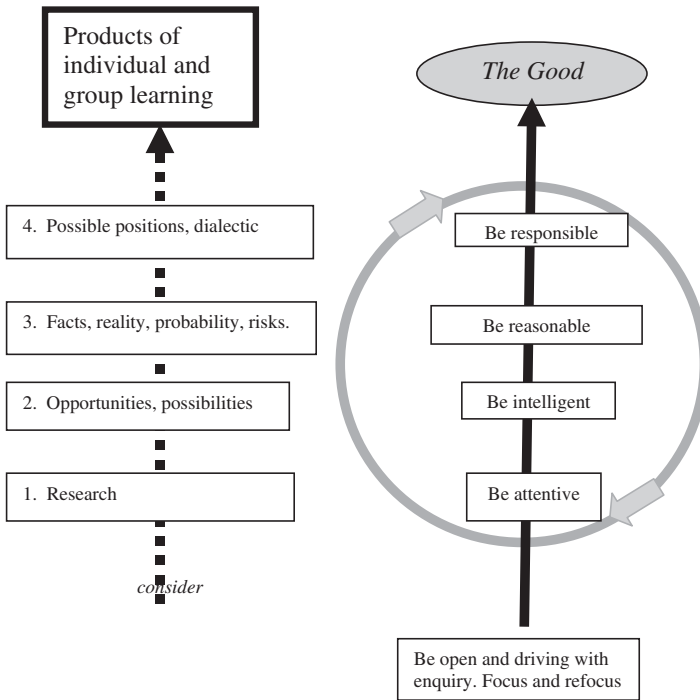 Products of
individual and
group learning
4. Possible positions, dialectic
3. Facts, reality, probability, risks.
2. Opportunities, possibilities
1. Research
consider
The Good
Be responsible
Be reasonable
Be intelligent
Be attentive
Be open and driving with
enquiry. Focus and refocus